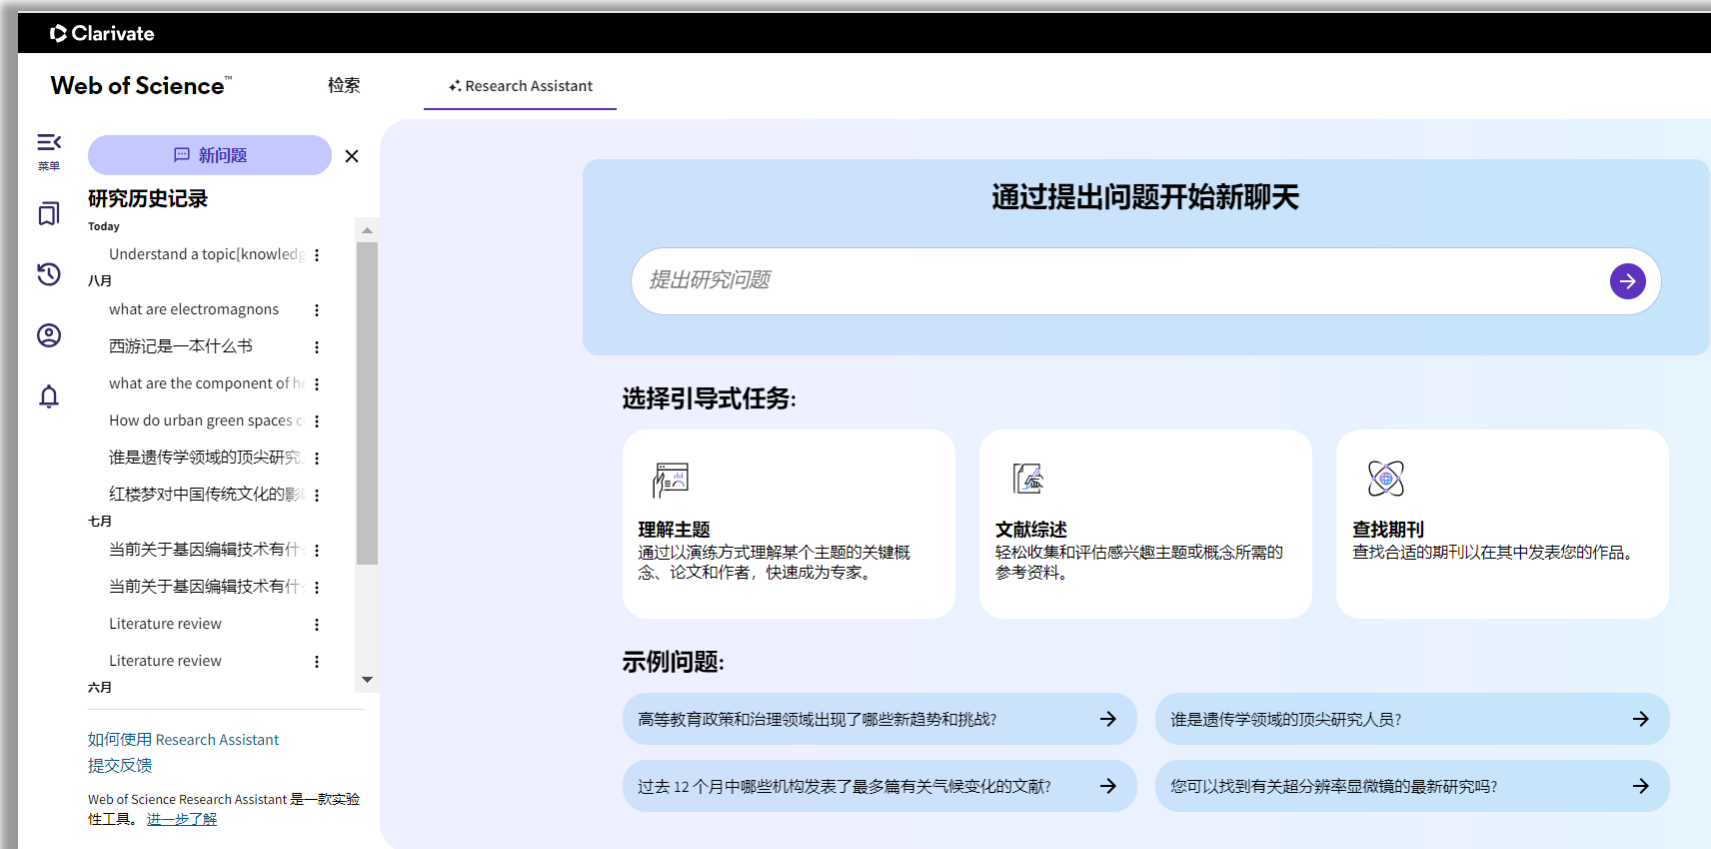 Clarivate
Web of Science™
检索
Research Assistant
菜单
新问题
研究历史记录
Today
Understand a topic[knowledg
八月
what are electromagnons
西游记是一本什么书
what are the component of he
How do urban green spaces c
谁是遗传学领域的顶尖研究
红楼梦对中国传统文化的影
七月
当前关于基因编辑技术有什
当前关于基因编辑技术有什
Literature review
Literature review
六月
如何使用 Research Assistant
提交反馈
Web of Science Research Assistant 是一款实验
性工具。 进一步了解
通过提出问题开始新聊天
提出研究问题
选择引导式任务:
理解主题
通过以演练方式理解某个主题的关键概
念、论文和作者，快速成为专家。
文献综述
轻松收集和评估感兴趣主题或概念所需的
参考资料。
查找期刊
查找合适的期刊以在其中发表您的作品。
示例问题:
高等教育政策和治理领域出现了哪些新趋势和挑战?
谁是遗传学领域的顶尖研究人员?
过去 12 个月中哪些机构发表了最多篇有关气候变化的文献?
您可以找到有关超分辨率显微镜的最新研究吗?